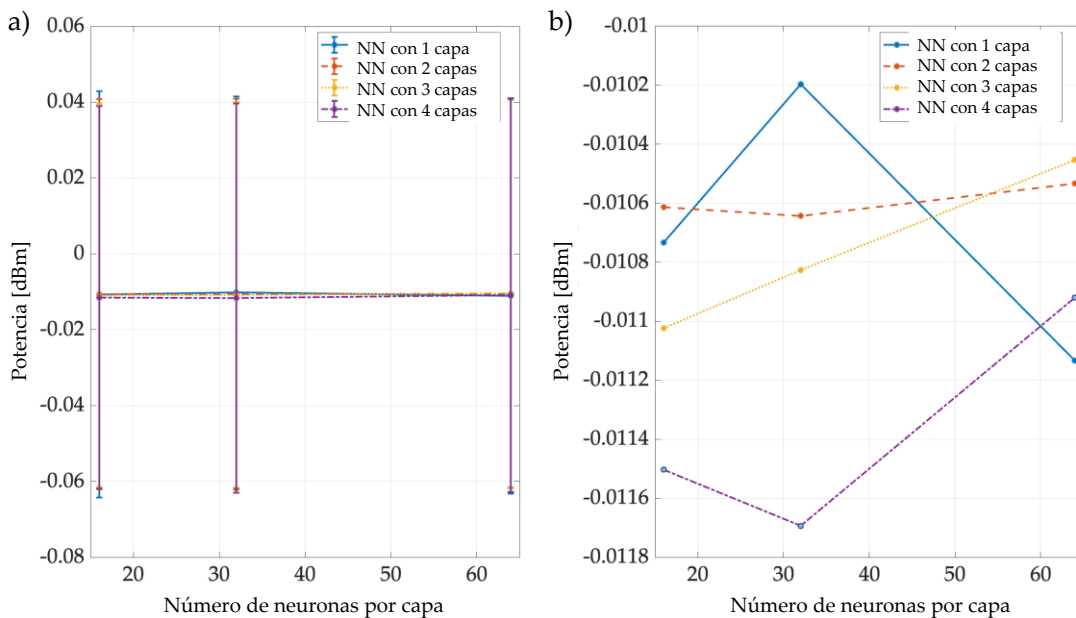 a)
0.06
0.04
0.02
0
-0.02
-0.04
-0.06
-0.08
20
30
40
50
60
Potencia [dBm]
Número de neuronas por capa
NN con 1 capa
NN con 2 capas
NN con 3 capas
NN con 4 capas
b)
-0.01
-0.0102
-0.0104
-0.0106
-0.0108
-0.011
-0.0112
-0.0114
-0.0116
-0.0118
20
30
40
50
60
Potencia [dBm]
Número de neuronas por capa
NN con 1 capa
NN con 2 capas
NN con 3 capas
NN con 4 capas